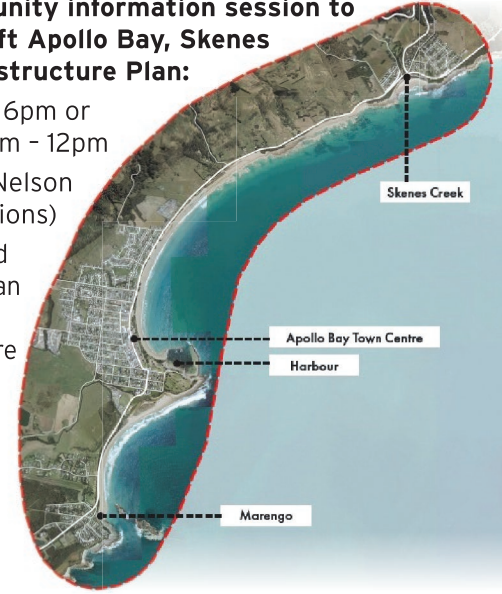 unity information session to
ft Apollo Bay, Skenes
structure Plan:
6pm or
m – 12pm
Nelson
ions)
d
an
re
Skenes Creek
Apollo Bay Town Centre
Harbour
Marengo